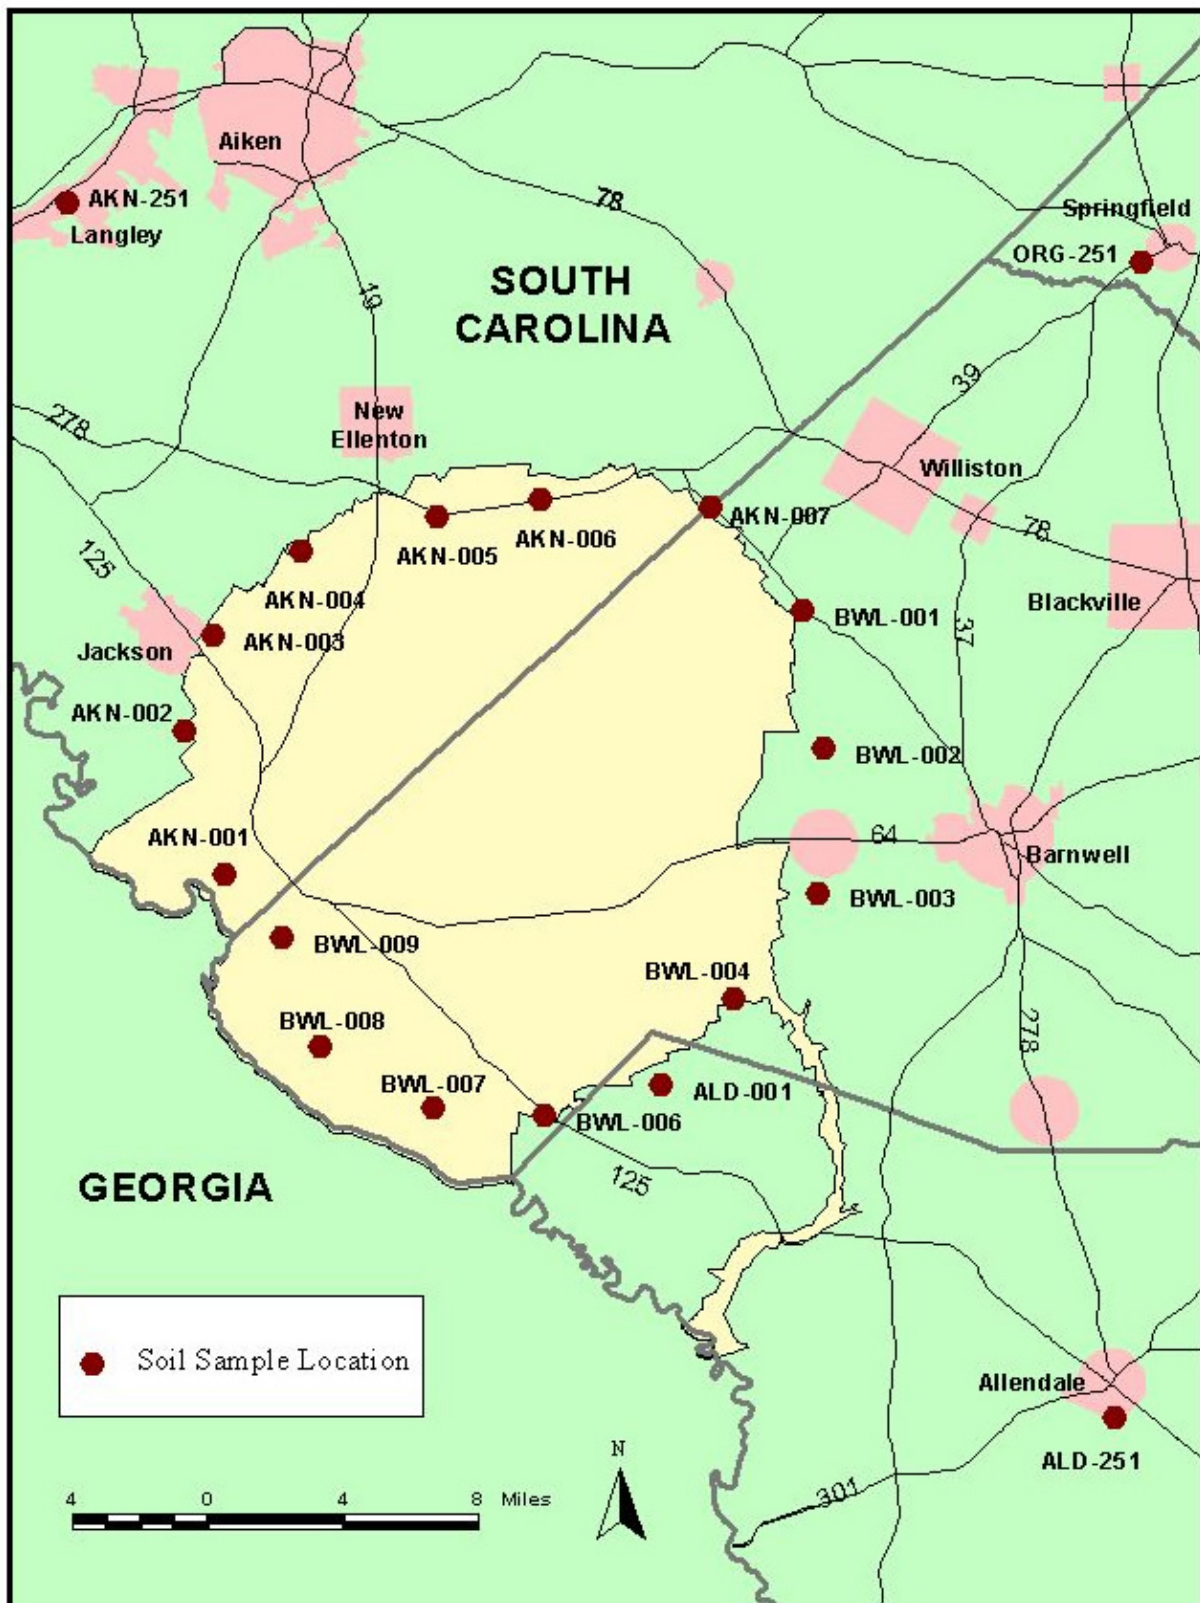 Aiken
AKN-251
Langley
78
Springfield
ORG-251
SOUTH
CAROLINA
19
39
278
New
Ellenton
Williston
AKN-007
78
AKN-006
AKN-005
125
AKN-004
Blackville
BWL-001
37
AKN-003
Jackson
AKN-002
BWL-002
AKN-001
64
Barnwell
BWL-003
BWL-009
BWL-004
BWL-008
278
BWL-007
ALD-001
BWL-006
125
GEORGIA
Soil Sample Location
Allendale
ALD-251
N
301
4 0 4 8 Miles